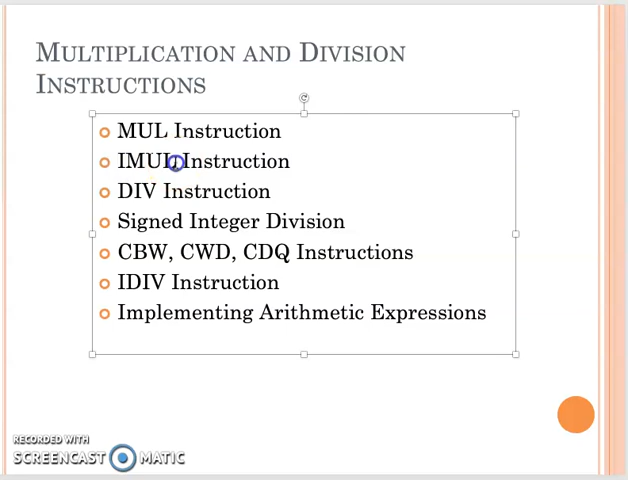 MULTIPLICATION AND DIVISION
INSTRUCTIONS
MUL Instruction
IMUL Instruction
DIV Instruction
Signed Integer Division
CBW, CWD, CDQ Instructions
IDIV Instruction
Implementing Arithmetic Expressions
RECORDED WITH
SCREENCAST MATIC